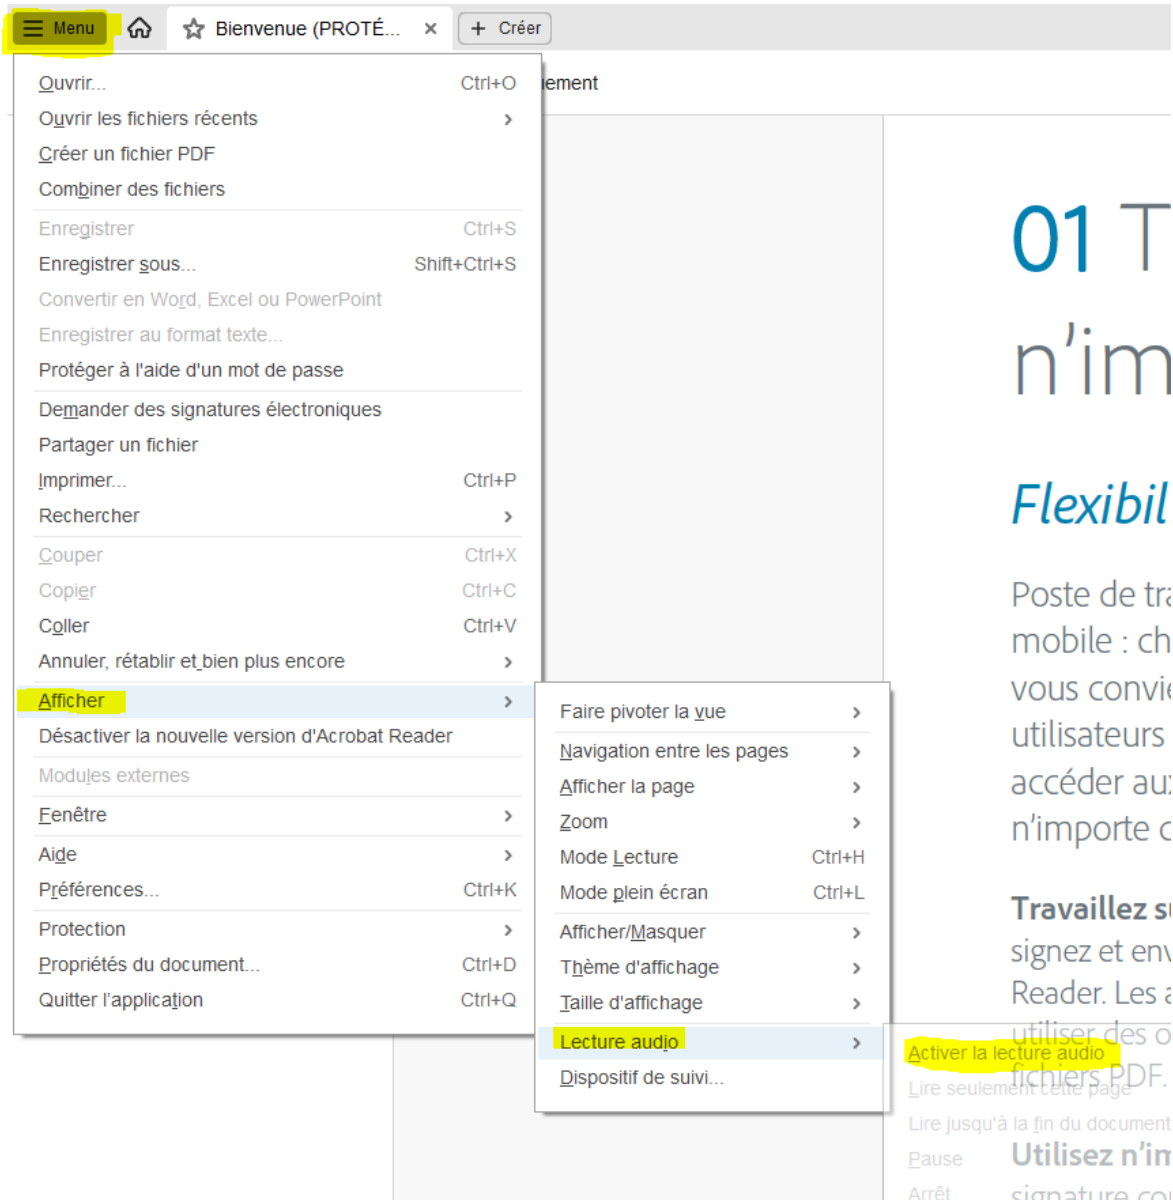 Menu
Bienvenue (PROTÉ...
Créer
Ouvrir... Ctrl+O
ement
Ouvrir les fichiers récents
Créer un fichier PDF
Combiner des fichiers
Enregistrer Ctrl+S
Enregistrer sous... Shift+Ctrl+S
Convertir en Word, Excel ou PowerPoint
Enregistrer au format texte...
Protéger à l'aide d'un mot de passe
Demander des signatures électroniques
Partager un fichier
Imprimer... Ctrl+P
Rechercher
Couper Ctrl+X
Copier Ctrl+C
Coller Ctrl+V
Annuler, rétablir et bien plus encore
Afficher
Désactiver la nouvelle version d'Acrobat Reader
Modules externes
Fenêtre
Aide
Préférences... Ctrl+K
Protection
Propriétés du document... Ctrl+D
Quitter l'application Ctrl+Q
Faire pivoter la vue
Navigation entre les pages
Afficher la page
Zoom
Mode Lecture Ctrl+H
Mode plein écran Ctrl+L
Afficher/Masquer
Thème d'affichage
Taille d'affichage
Lecture audio
Dispositif de suivi...
Activer la lecture audio
Lire seulement cette page
Lire jusqu'à la fin du document
Pause
Arrêt
01 T
n'im
Flexibil
Poste de tra
mobile : ch
vous convie
utilisateurs
accéder aux
n'importe
Travaillez su
signez et env
Reader. Les a
utiliser des o
fichiers PDF.
Utilisez n'im
signature co